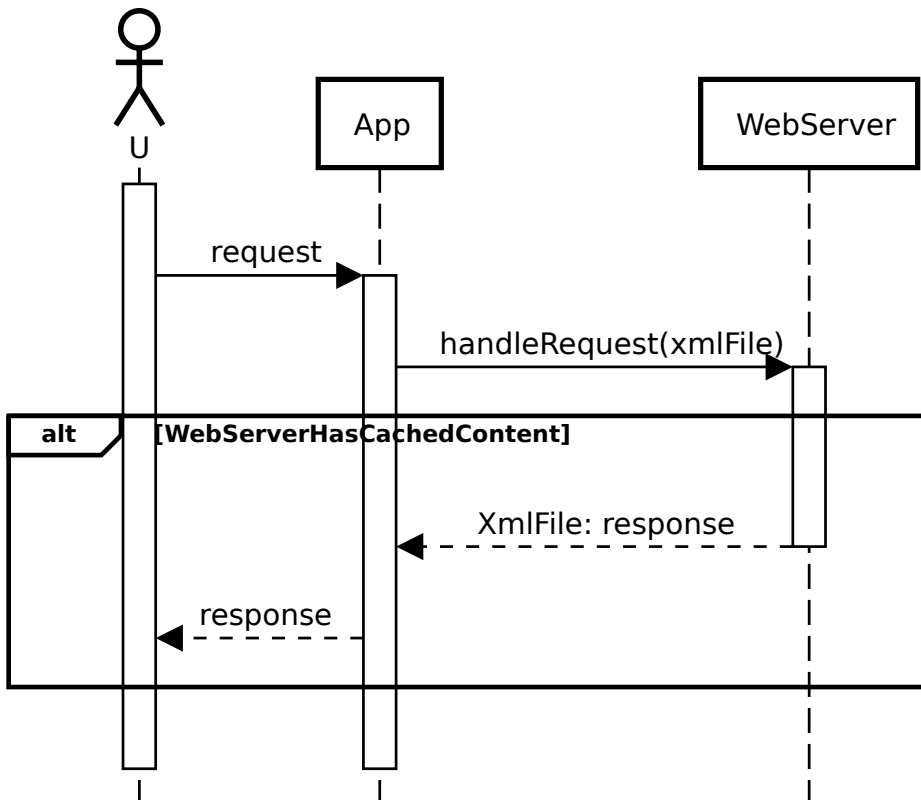 U
App
WebServer
request
handleRequest(xmlFile)
alt
[WebServerHasCachedContent]
XmlFile: response
response